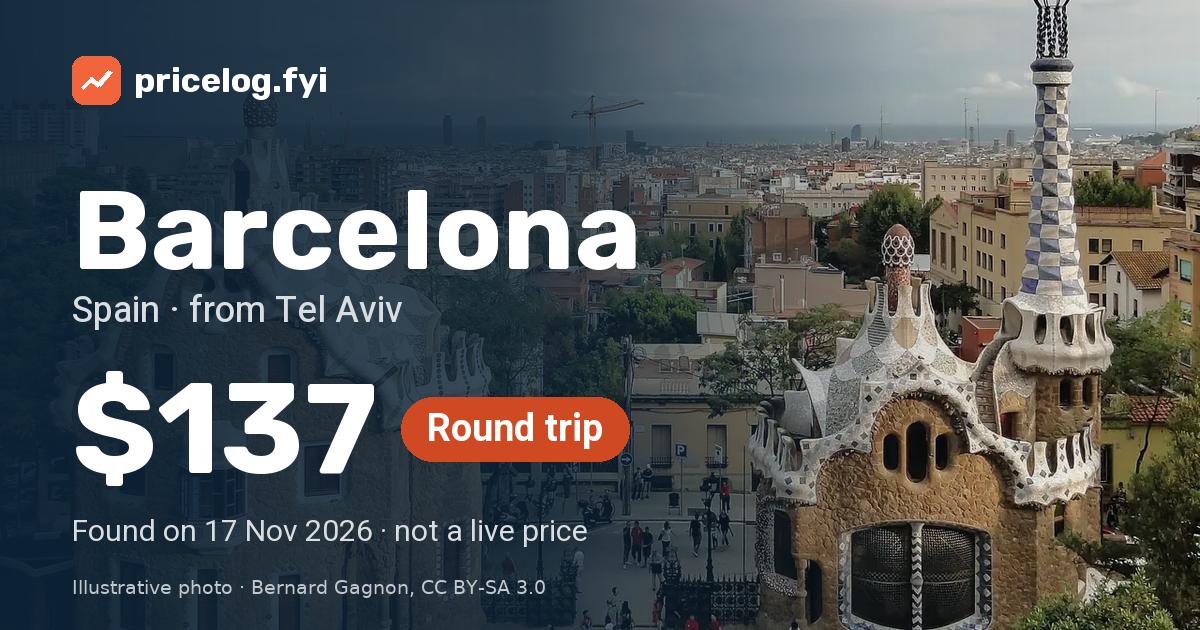 pricelog.fyi
Barcelona
Spain · from Tel Aviv
$137 Round trip
Found on 17 Nov 2026 · not a live price
Illustrative photo · Bernard Gagnon, CC BY-SA 3.0
P